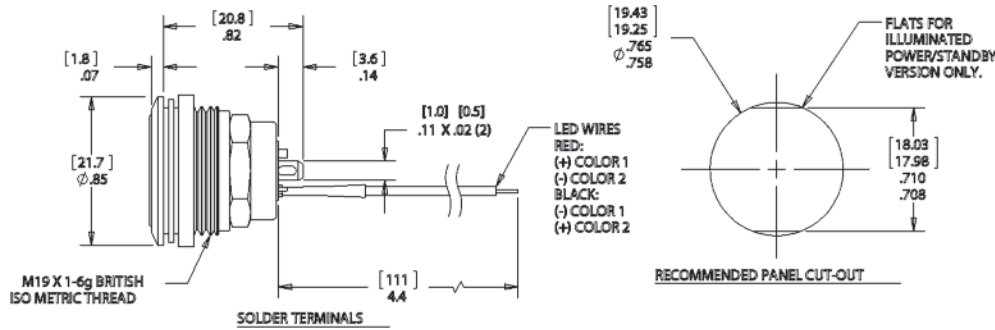 [20.8]
.82
[1.8]
.07
[3.6]
.14
[1.0] [0.5]
.11 X .02 (2)
[21.7]
Ø.85
LED WIRES
RED:
(+) COLOR 1
(-) COLOR 2
BLACK:
(-) COLOR 1
(+) COLOR 2
M19 X 1-6g BRITISH
ISO METRIC THREAD
[111]
4.4
SOLDER TERMINALS
[19.43]
[19.25]
Ø .765
.758
FLATS FOR
ILLUMINATED
POWER/STANDBY
VERSION ONLY.
[18.03]
[17.98]
.710
.708
RECOMMENDED PANEL CUT-OUT